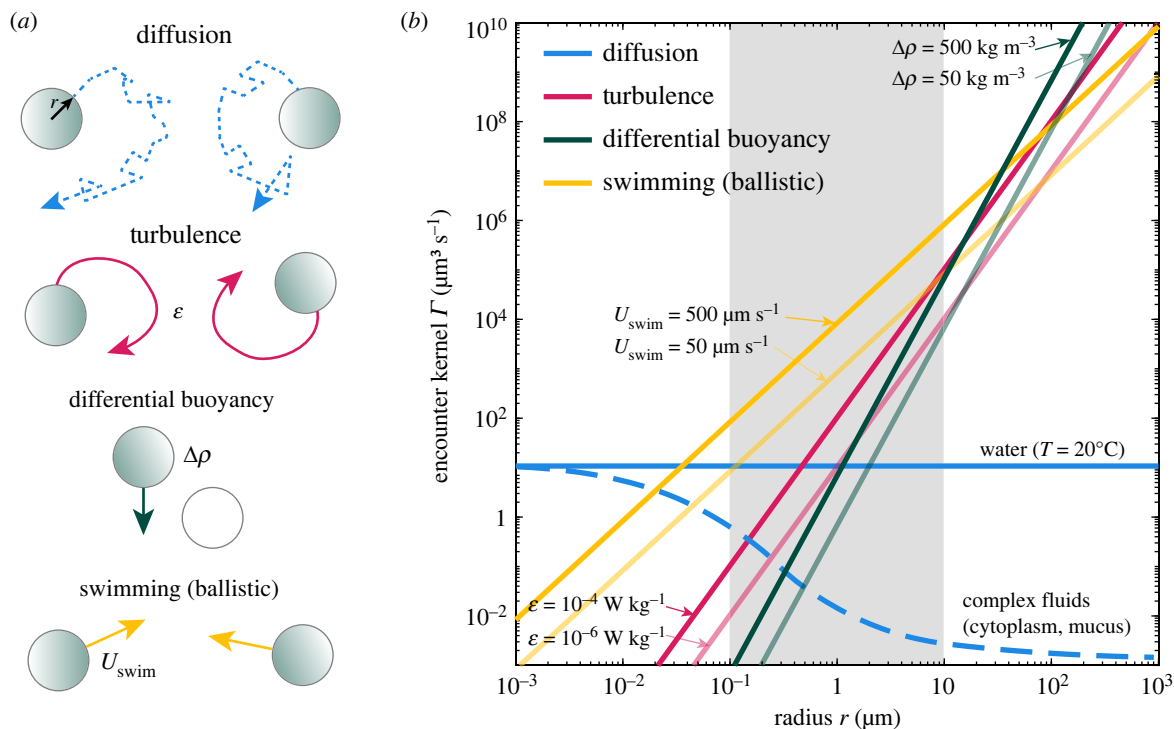 (a)
diffusion
r
turbulence
ε
differential buoyancy
Δρ
swimming (ballistic)
U_swim
(b)
encounter kernel Γ (μm³ s⁻¹)
10¹⁰
10⁸
10⁶
10⁴
10²
1
10⁻²
diffusion
turbulence
differential buoyancy
swimming (ballistic)
Δρ = 500 kg m⁻³
Δρ = 50 kg m⁻³
U_swim = 500 μm s⁻¹
U_swim = 50 μm s⁻¹
water (T = 20°C)
ε = 10⁻⁴ W kg⁻¹
ε = 10⁻⁶ W kg⁻¹
complex fluids
(cytoplasm, mucus)
10⁻³ 10⁻² 10⁻¹ 1 10 10² 10³
radius r (μm)